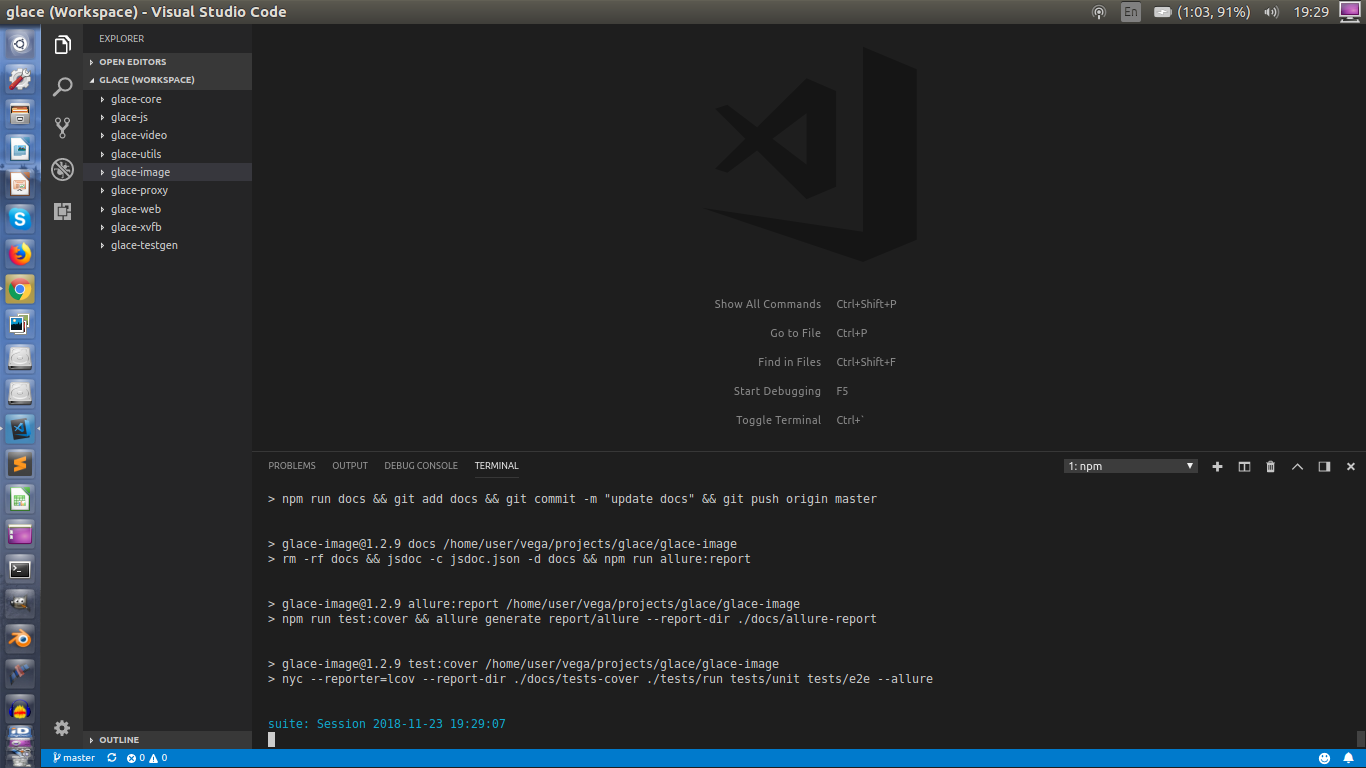 glace (Workspace) - Visual Studio Code
En
(1:03, 91%)
19:29
EXPLORER
OPEN EDITORS
GLACE (WORKSPACE)
glace-core
glace-js
glace-video
glace-utils
glace-image
glace-proxy
glace-web
glace-xvfb
glace-testgen
OUTLINE
Show All Commands Ctrl+Shift+P
Go to File Ctrl+P
Find in Files Ctrl+Shift+F
Start Debugging F5
Toggle Terminal Ctrl+`
PROBLEMS OUTPUT DEBUG CONSOLE TERMINAL
1: npm
> npm run docs && git add docs && git commit -m "update docs" && git push origin master
> glace-image@1.2.9 docs /home/user/vega/projects/glace/glace-image
> rm -rf docs && jsdoc -c jsdoc.json -d docs && npm run allure:report
> glace-image@1.2.9 allure:report /home/user/vega/projects/glace/glace-image
> npm run test:cover && allure generate report/allure --report-dir ./docs/allure-report
> glace-image@1.2.9 test:cover /home/user/vega/projects/glace/glace-image
> nyc --reporter=lcov --report-dir ./docs/tests-cover ./tests/run tests/unit tests/e2e --allure
suite: Session 2018-11-23 19:29:07
master 0 0